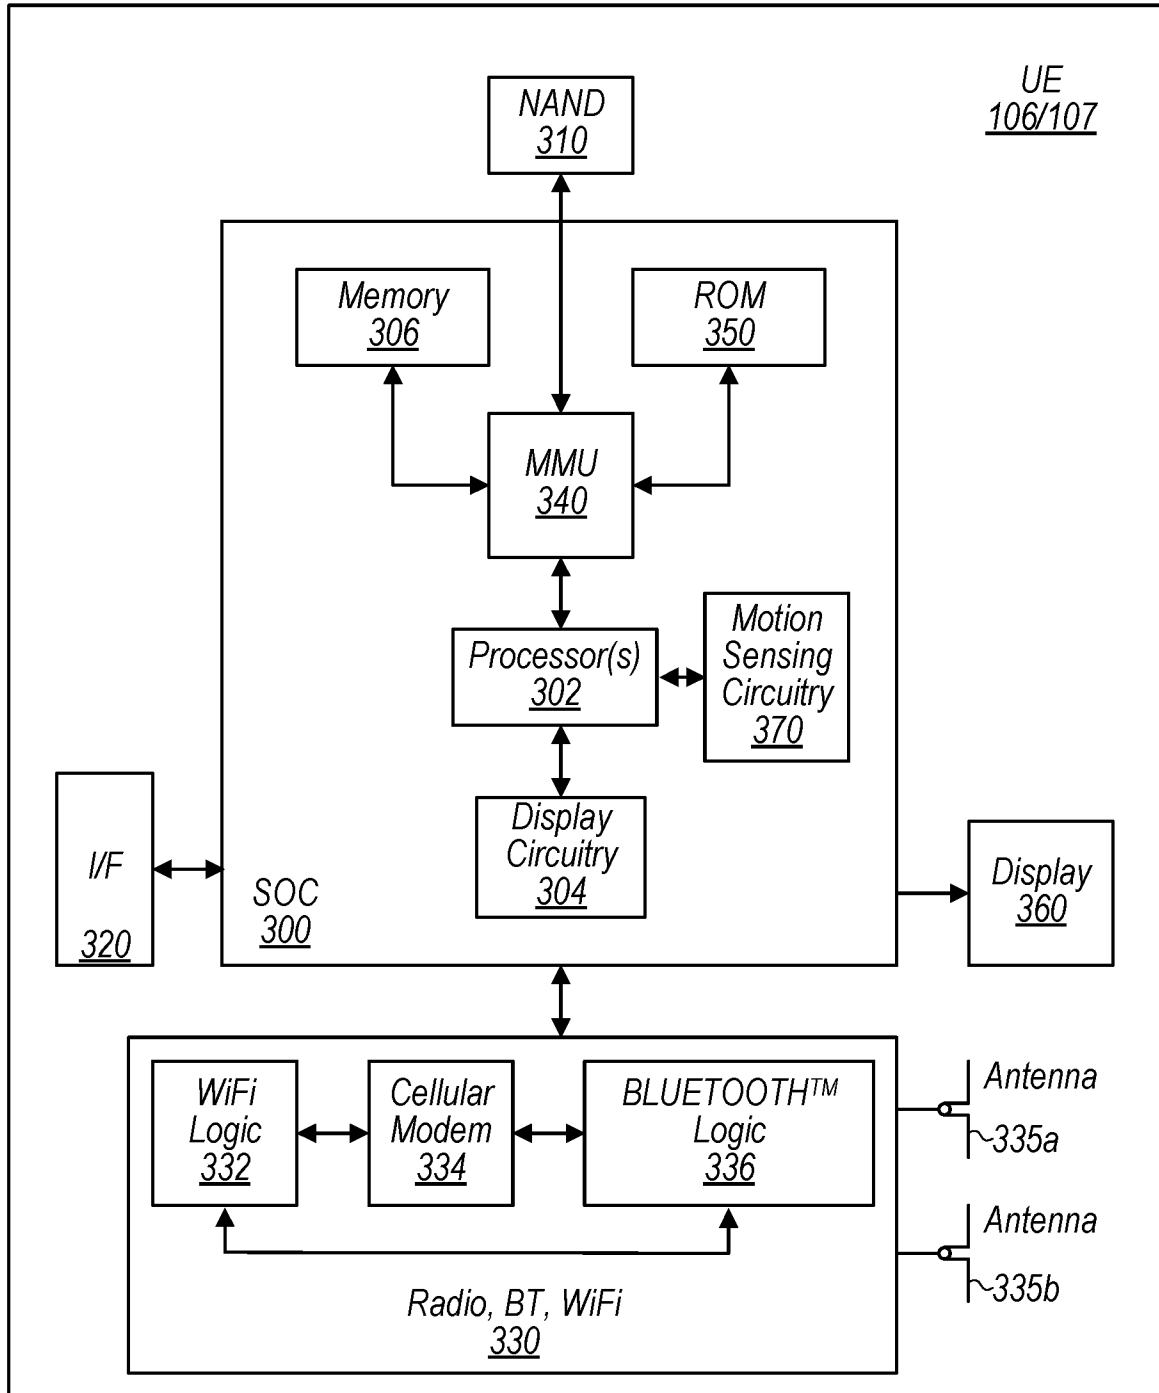 UE
106/107
NAND
310
Memory
306
ROM
350
MMU
340
Processor(s)
302
Motion
Sensing
Circuitry
370
Display
Circuitry
304
I/F
320
SOC
300
Display
360
WiFi
Logic
332
Cellular
Modem
334
BLUETOOTH™
Logic
336
Antenna
335a
Antenna
335b
Radio, BT, WiFi
330